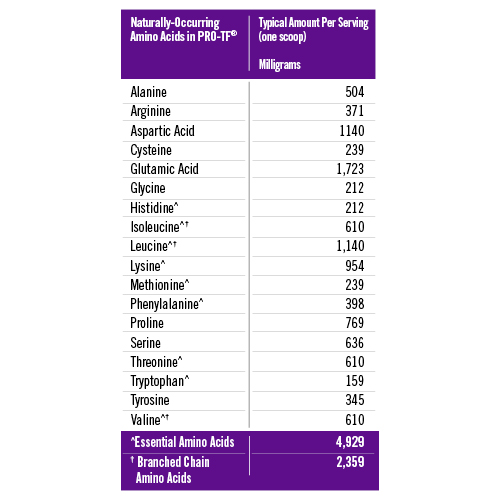 Naturally-Occurring Typical Amount Per Serving
Amino Acids in PRO-TF® (one scoop)
Milligrams
Alanine 504
Arginine 371
Aspartic Acid 1140
Cysteine 239
Glutamic Acid 1,723
Glycine 212
Histidine^ 212
Isoleucine^† 610
Leucine^† 1,140
Lysine^ 954
Methionine^ 239
Phenylalanine^ 398
Proline 769
Serine 636
Threonine^ 610
Tryptophan^ 159
Tyrosine 345
Valine^† 610
^Essential Amino Acids 4,929
† Branched Chain 2,359
Amino Acids